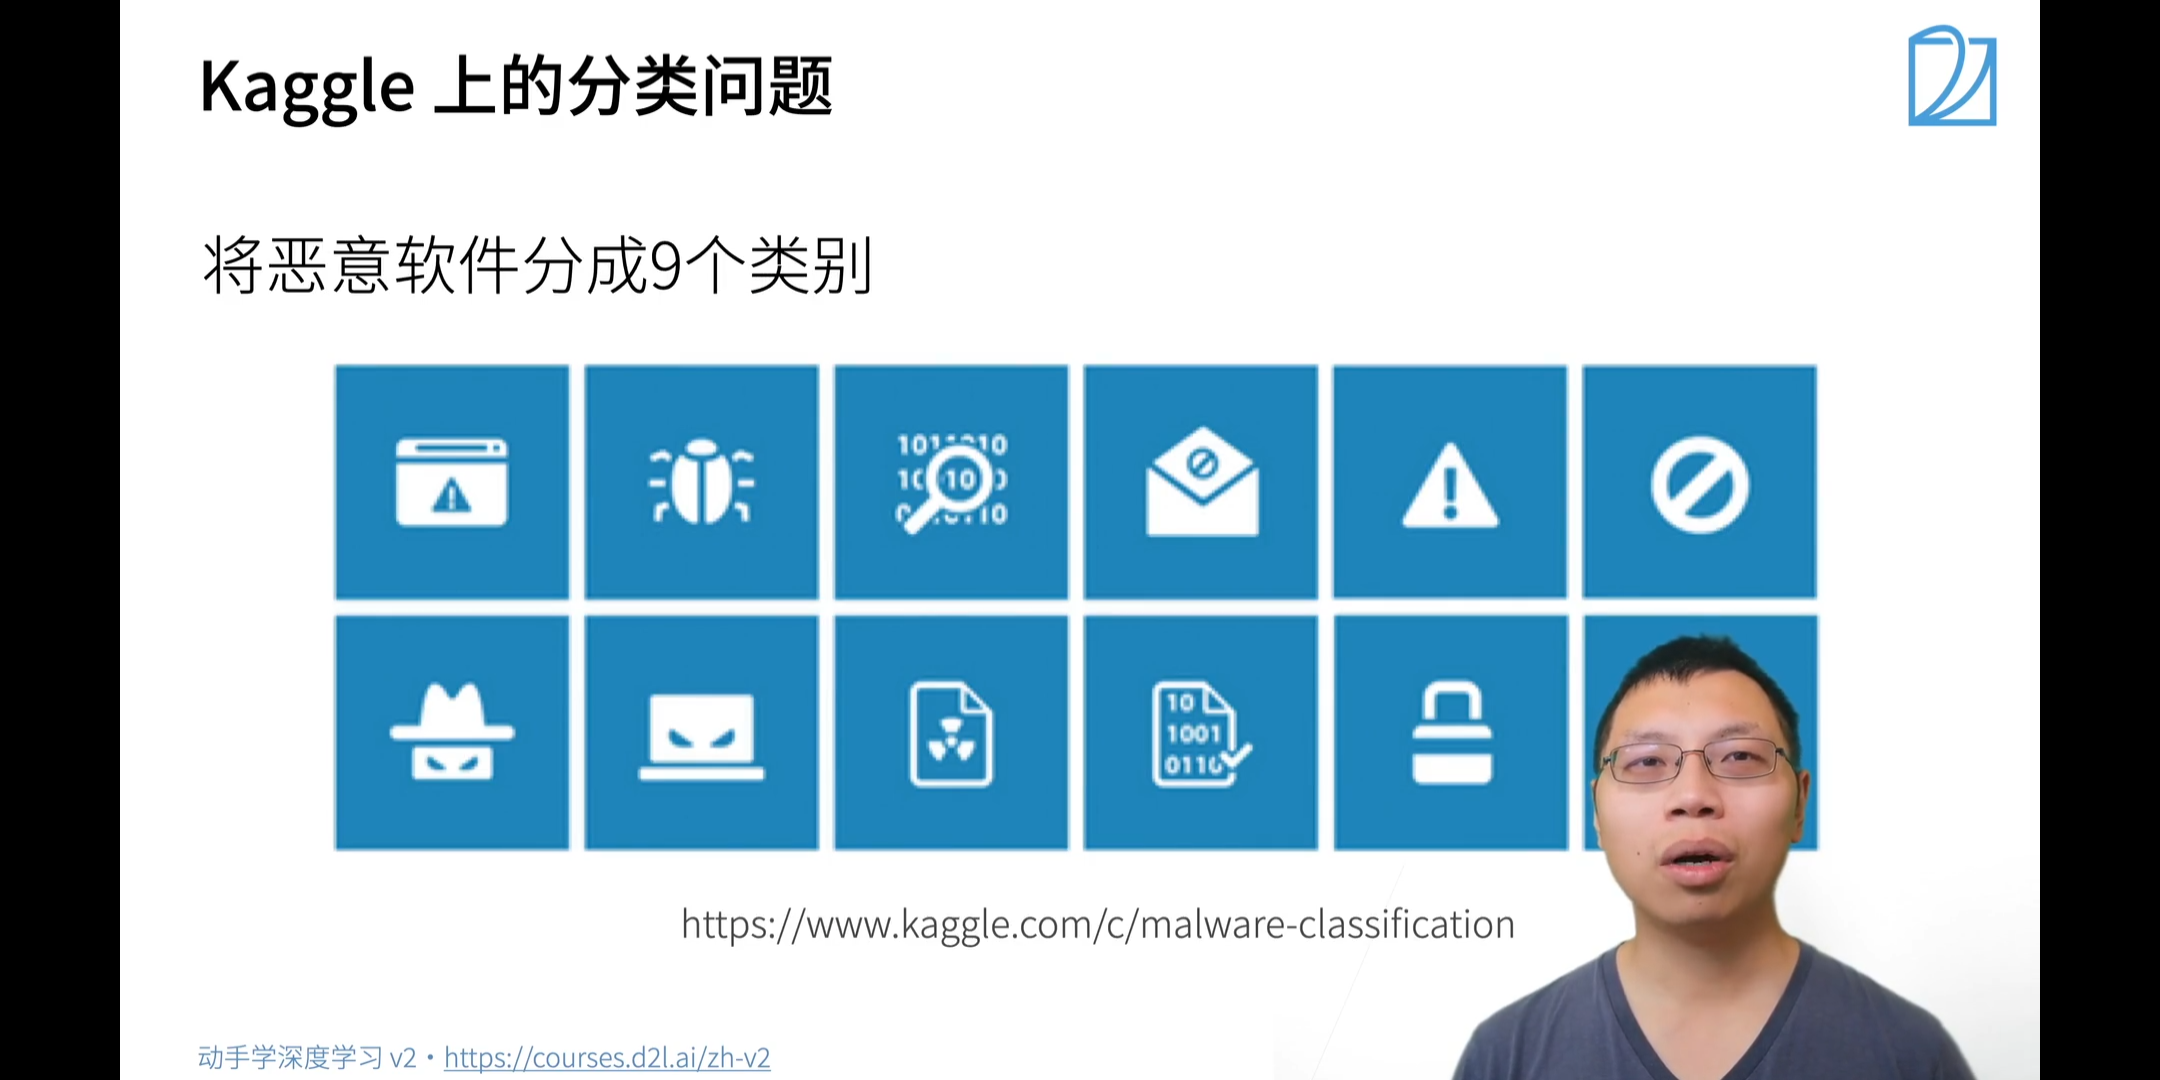 Kaggle 上的分类问题
将恶意软件分成9个类别
https://www.kaggle.com/c/malware-classification
动手学深度学习 v2 · https://courses.d2l.ai/zh-v2